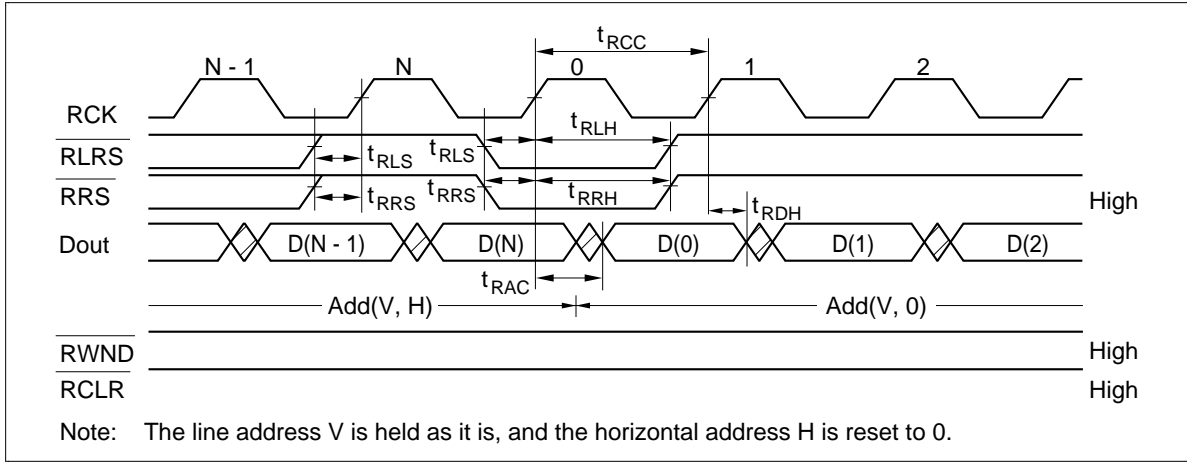 tRCC
N - 1 N 0 1 2
RCK
tRLH
RLRS
tRLS tRLS
RRS
tRRS tRRS tRRH
High
tRDH
Dout D(N - 1) D(N) D(0) D(1) D(2)
tRAC
Add(V, H) Add(V, 0)
RWND High
RCLR High
Note: The line address V is held as it is, and the horizontal address H is reset to 0.